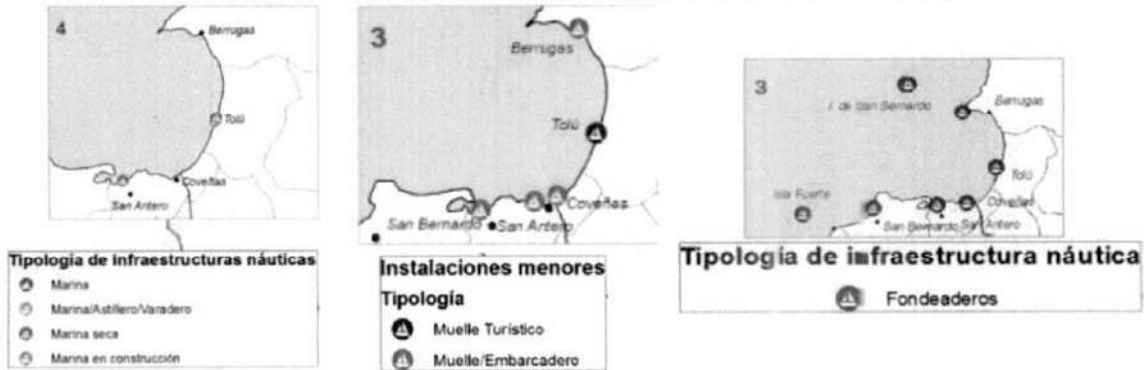 4
Berrugas
Tolú
Coveñas
San Antero
Tipología de infraestructuras náuticas
Marina
Marina/Astillero/Varadero
Marina seca
Marina en construcción
3
Berrugas
Tolú
Coveñas
San Bernardo
San Antero
Instalaciones menores
Tipología
Muelle Turístico
Muelle/Embarcadero
3
I. de San Bernardo
Berrugas
Tolú
Isla Fuerte
Coveñas
San Bernardo
San Antero
Tipología de infraestructura náutica
Fondeaderos